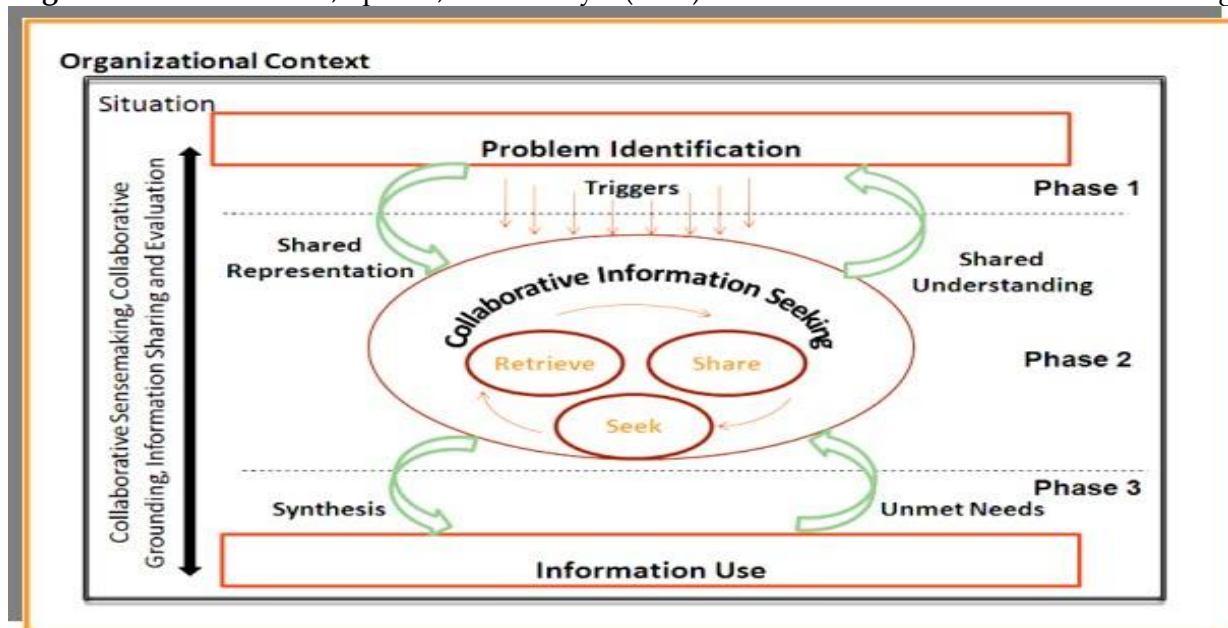 Organizational Context
Situation
Problem Identification
Triggers
Phase 1
Shared
Representation
Shared
Understanding
Collaborative Information Seeking
Retrieve
Share
Seek
Phase 2
Collaborative Sensemaking, Collaborative
Grounding, Information Sharing and Evaluation
Phase 3
Synthesis
Unmet Needs
Information Use